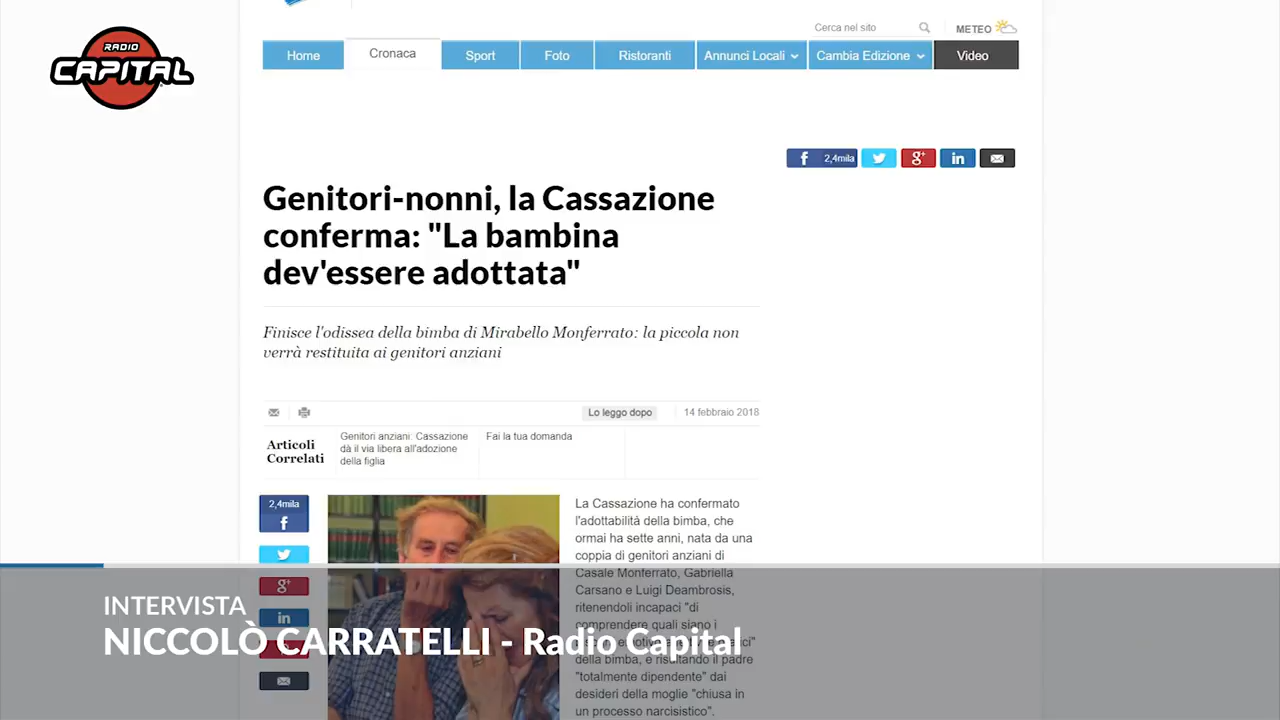 RADIO
CAPITAL
Cerca nel sito
METEO
Home
Cronaca
Sport
Foto
Ristoranti
Annunci Locali
Cambia Edizione
Video
2,4mila
in
Genitori-nonni, la Cassazione
conferma: "La bambina
dev'essere adottata"
Finisce l'odissea della bimba di Mirabello Monferrato: la piccola non
verrà restituita ai genitori anziani
Lo leggo dopo
14 febbraio 2018
Articoli
Correlati
Genitori anziani: Cassazione
dà il via libera all'adozione
della figlia
Fai la tua domanda
2,4mila
in
La Cassazione ha confermato
l'adottabilità della bimba, che
ormai ha sette anni, nata da una
coppia di genitori anziani di
Casale Monferrato, Gabriella
Carsano e Luigi Deambrosis,
ritenendoli incapaci "di
comprendere quali siano i
della bimba, e risultando il padre
"totalmente dipendente" dai
desideri della moglie "chiusa in
un processo narcisistico".
INTERVISTA
NICCOLÒ CARRATELLI - Radio Capital